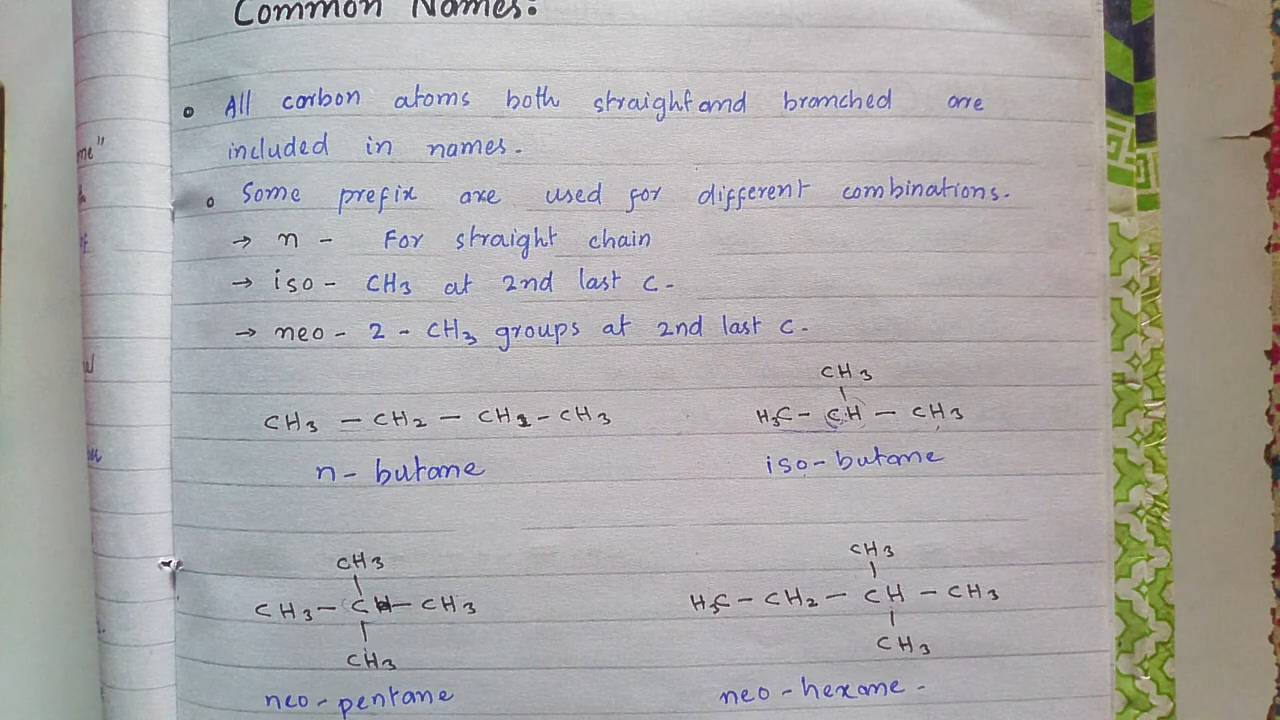 Common Names:
All carbon atoms both straight and branched are
included in names.
Some prefix are used for different combinations.
→ n - For straight chain
→ iso - CH3 at 2nd last C.
→ neo - 2 - CH3 groups at 2nd last C.
CH3
CH3 — CH2 — CH2 - CH3
H3C - CH — CH3
n - butane
iso - butane
CH3
CH3
CH3 — C — CH3
H3C — CH2 — CH — CH3
CH3
CH3
neo - pentane
neo - hexane.